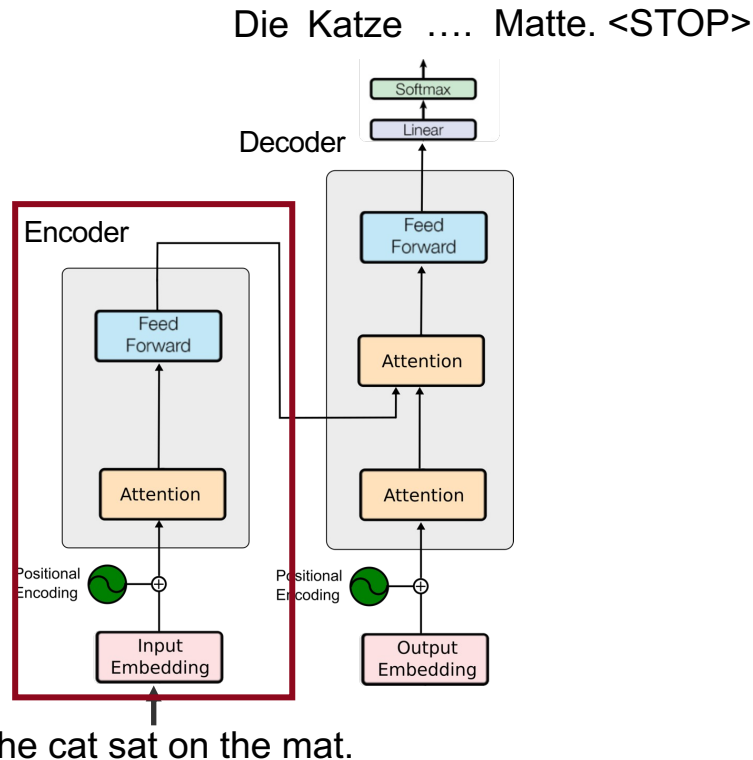 Die Katze …. Matte. <STOP>
Softmax
Linear
Decoder
Encoder
Feed
Forward
Attention
Attention
Positional
Encoding
Input
Embedding
Feed
Forward
Attention
Positional
Encoding
Output
Embedding
he cat sat on the mat.